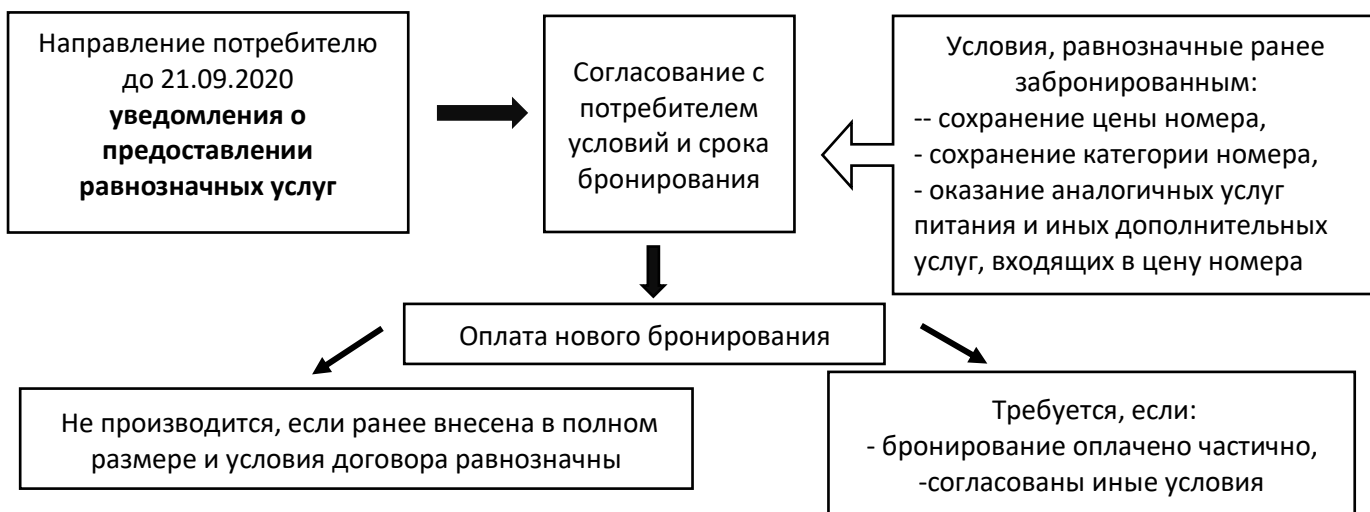 Направление потребителю
до 21.09.2020
уведомления о
предоставлении
равнозначных услуг
Согласование с
потребителем
условий и срока
бронирования
Условия, равнозначные ранее
забронированным:
-- сохранение цены номера,
- сохранение категории номера,
- оказание аналогичных услуг
питания и иных дополнительных
услуг, входящих в цену номера
Оплата нового бронирования
Не производится, если ранее внесена в полном
размере и условия договора равнозначны
Требуется, если:
- бронирование оплачено частично,
-согласованы иные условия